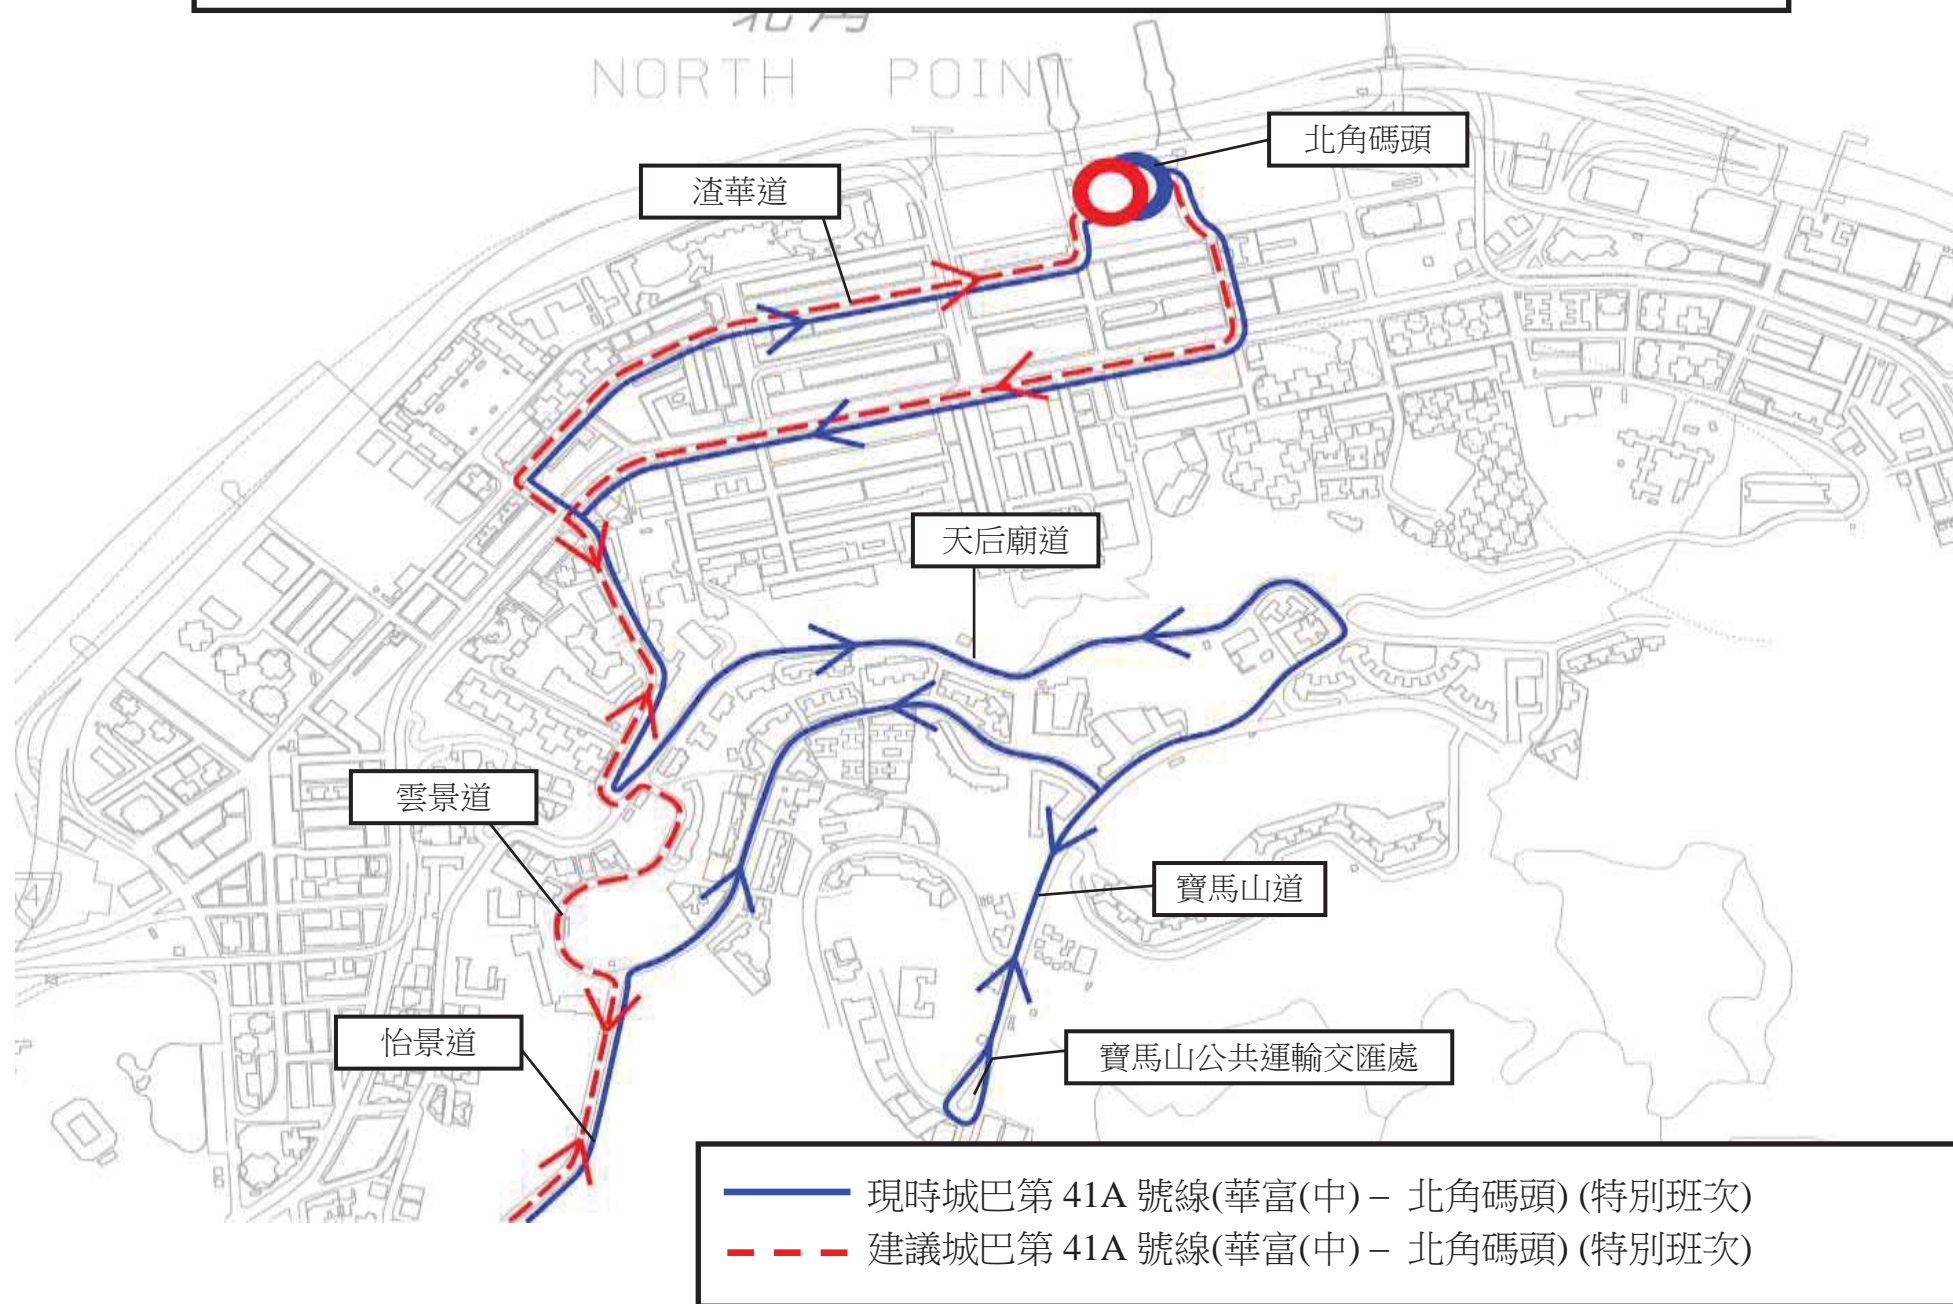 北角
NORTH POINT
北角碼頭
渣華道
天后廟道
雲景道
寶馬山道
怡景道
寶馬山公共運輸交匯處
4
現時城巴第 41A 號線(華富(中) – 北角碼頭) (特別班次)
建議城巴第 41A 號線(華富(中) – 北角碼頭) (特別班次)